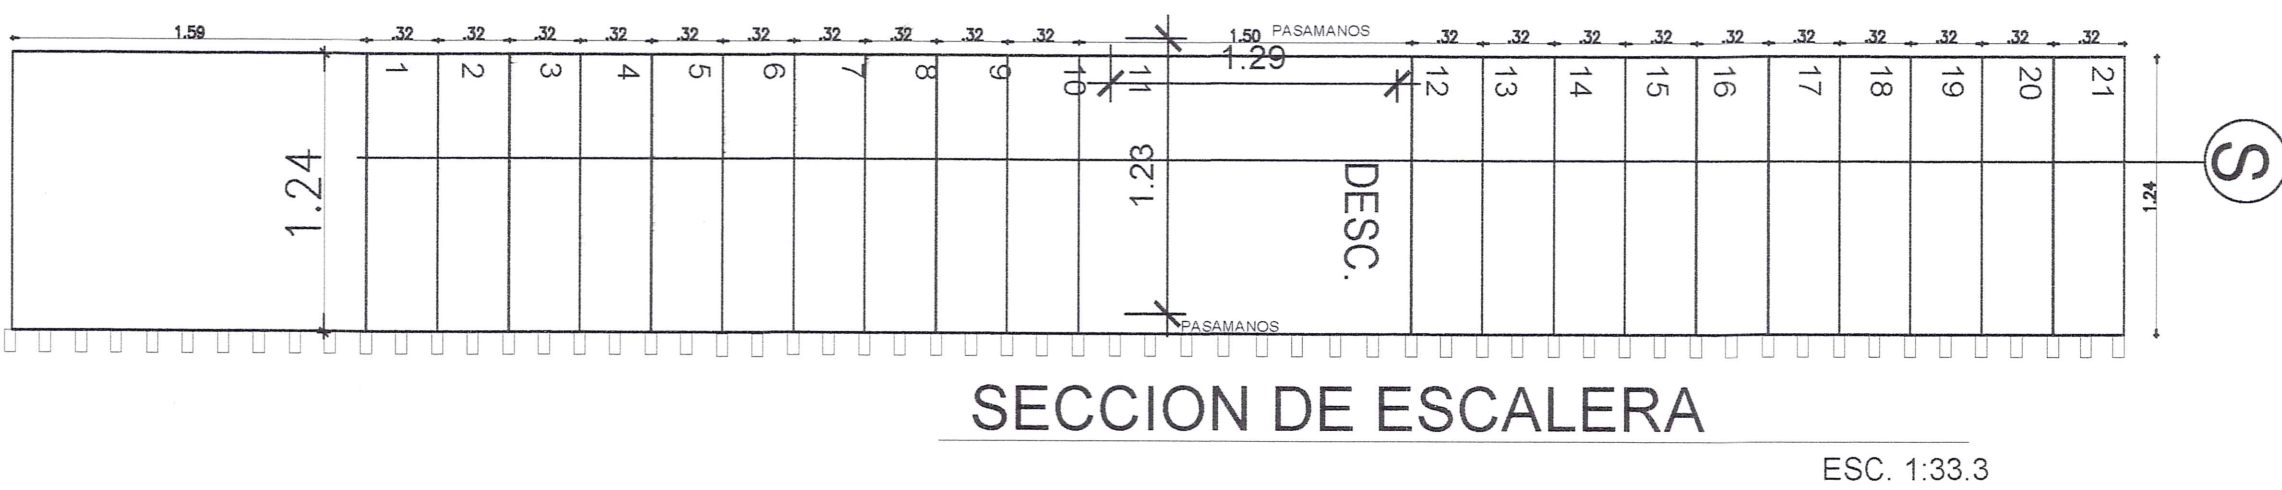 1.59 .32 .32 .32 .32 .32 .32 .32 .32 .32 .32 1.50 PASAMANOS .32 .32 .32 .32 .32 .32 .32 .32 .32 .32
1.29
1 2 3 4 5 6 7 8 9 10 11 12 13 14 15 16 17 18 19 20 21
1.24 1.23 DESC. 1.24 S
PASAMANOS
SECCION DE ESCALERA
ESC. 1:33.3